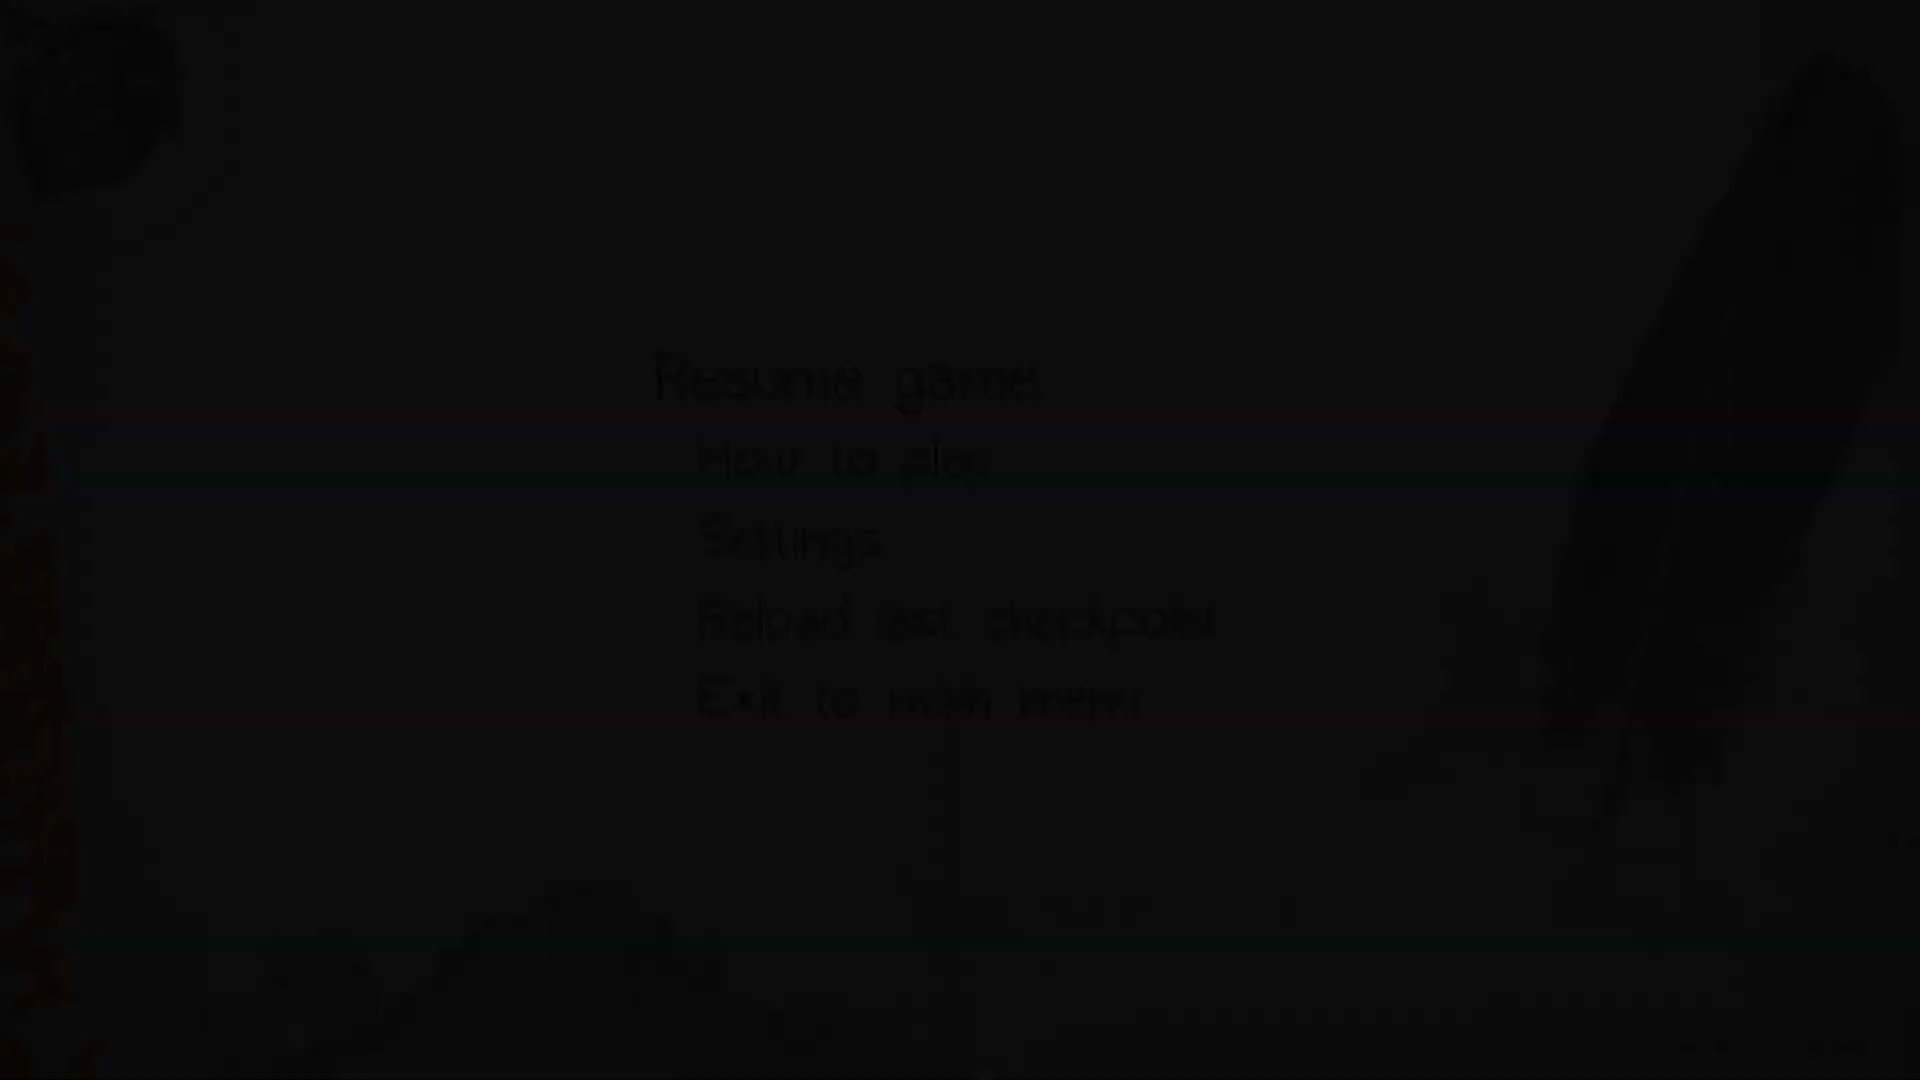 Resume game
How to play
Settings
Reload last checkpoint
Exit to main menu